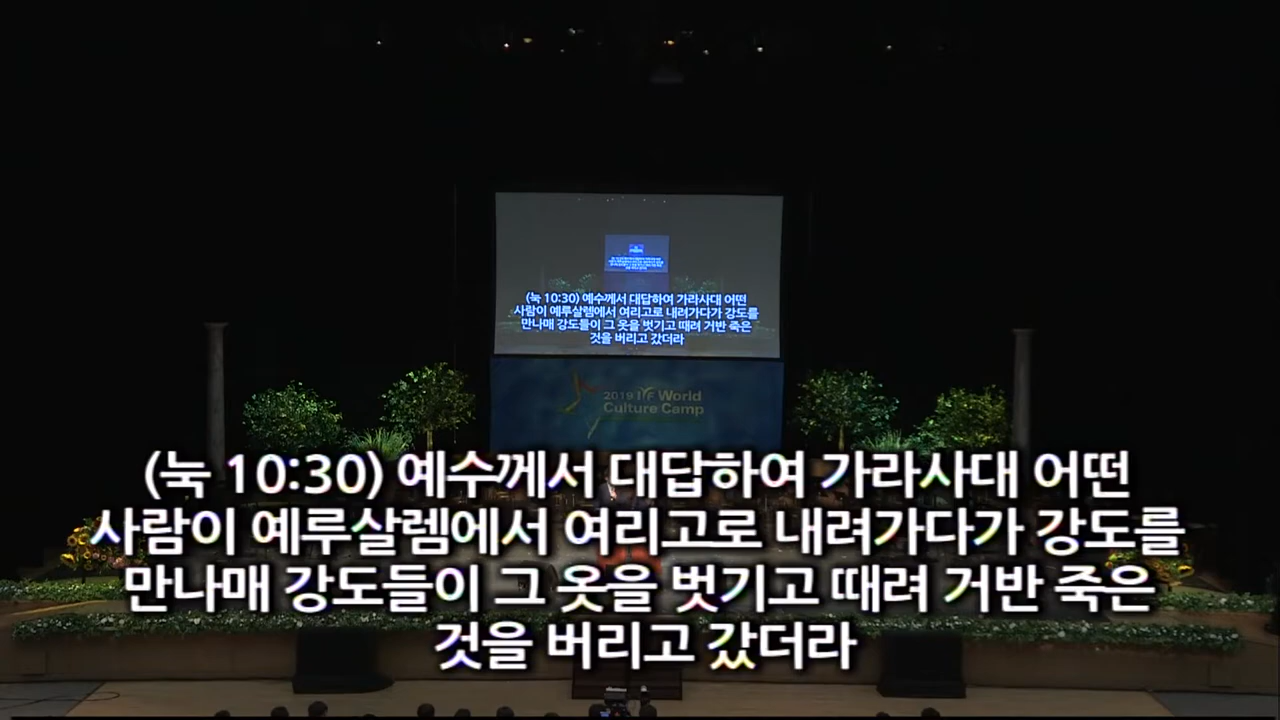 (눅 10:30) 예수께서 대답하여 가라사대 어떤
사람이 예루살렘에서 여리고로 내려가다가 강도를
만나매 강도들이 그 옷을 벗기고 때려 거반 죽은
것을 버리고 갔더라
2019 IYF World
Culture Camp
(눅 10:30) 예수께서 대답하여 가라사대 어떤
사람이 예루살렘에서 여리고로 내려가다가 강도를
만나매 강도들이 그 옷을 벗기고 때려 거반 죽은
것을 버리고 갔더라